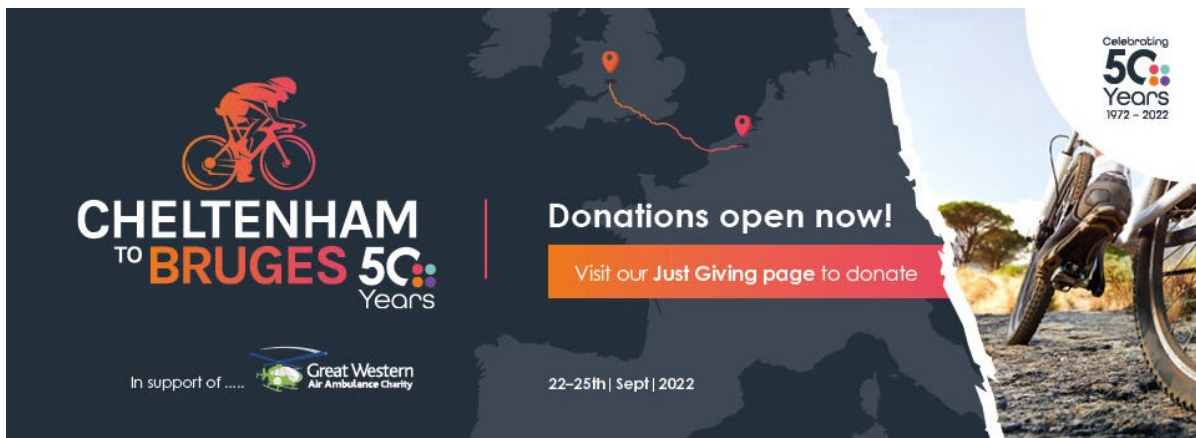 CHELTENHAM
TO BRUGES 50
Years
In support of .....
Great Western
Air Ambulance Charity
Donations open now!
Visit our Just Giving page to donate
22–25th | Sept | 2022
Celebrating
50
Years
1972 – 2022